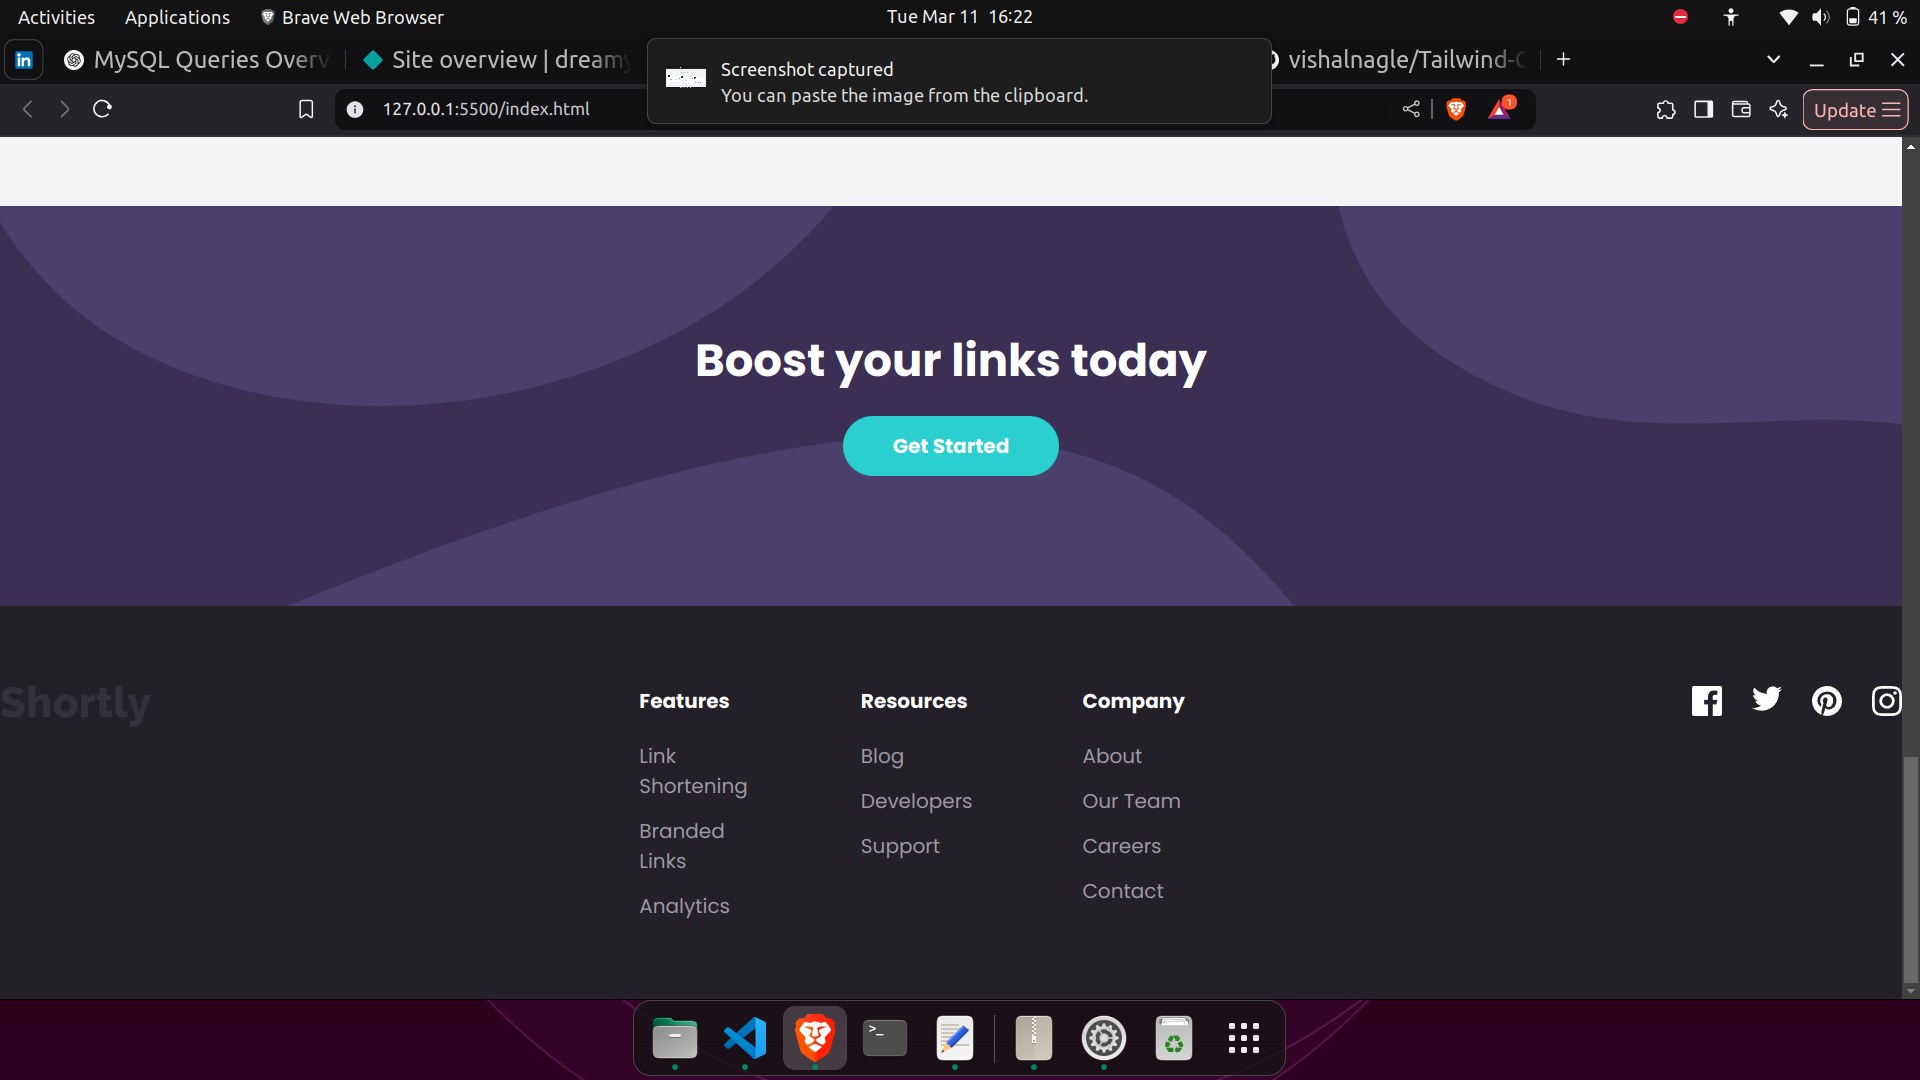 Activities Applications Brave Web Browser Tue Mar 11 16:22 41 %
MySQL Queries Overv Site overview | dreamy vishalnagle/Tailwind-C
Screenshot captured
You can paste the image from the clipboard.
127.0.0.1:5500/index.html 1 Update
Boost your links today
Get Started
Shortly
Features
Link
Shortening
Branded
Links
Analytics
Resources
Blog
Developers
Support
Company
About
Our Team
Careers
Contact